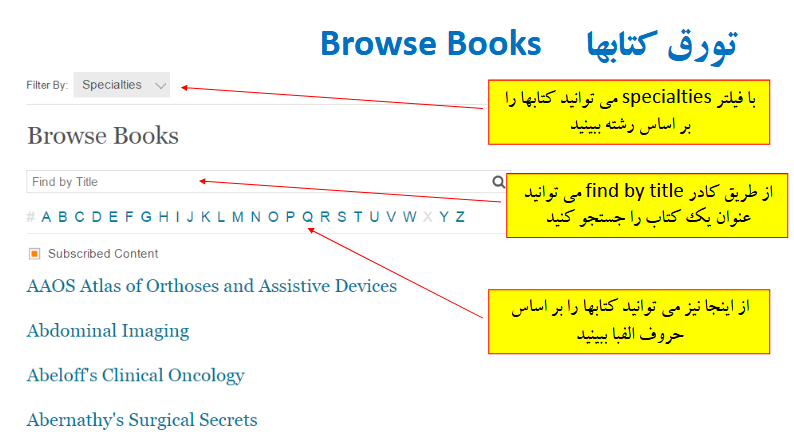 تورق کتابها Browse Books
Filter By: Specialties
با فیلتر specialties می توانید کتابها را
بر اساس رشته ببینید
Browse Books
Find by Title
از طریق کادر find by title می توانید
عنوان یک کتاب را جستجو کنید
# A B C D E F G H I J K L M N O P Q R S T U V W X Y Z
Subscribed Content
AAOS Atlas of Orthoses and Assistive Devices
از اینجا نیز می توانید کتابها را بر اساس
حروف الفبا ببینید
Abdominal Imaging
Abeloff's Clinical Oncology
Abernathy's Surgical Secrets